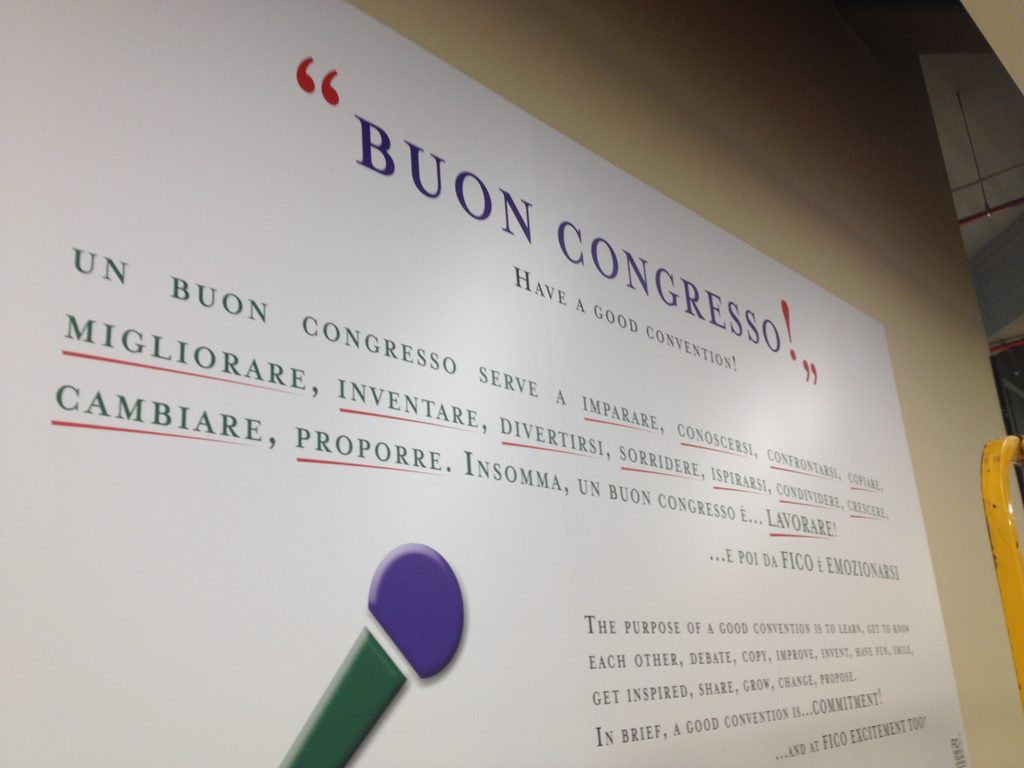 “BUON CONGRESSO!”
HAVE A GOOD CONVENTION!
UN BUON CONGRESSO SERVE A IMPARARE, CONOSCERSI, CONFRONTARSI, COPIARE,
MIGLIORARE, INVENTARE, DIVERTIRSI, SORRIDERE, ISPIRARSI, CONDIVIDERE, CRESCERE,
CAMBIARE, PROPORRE. INSOMMA, UN BUON CONGRESSO È... LAVORARE!
...E POI DA FICO È EMOZIONARSI
THE PURPOSE OF A GOOD CONVENTION IS TO LEARN, GET TO KNOW
EACH OTHER, DEBATE, COPY, IMPROVE, INVENT, HAVE FUN, SMILE,
GET INSPIRED, SHARE, GROW, CHANGE, PROPOSE.
IN BRIEF, A GOOD CONVENTION IS...COMMITMENT!
...AND AT FICO EXCITEMENT TOO!